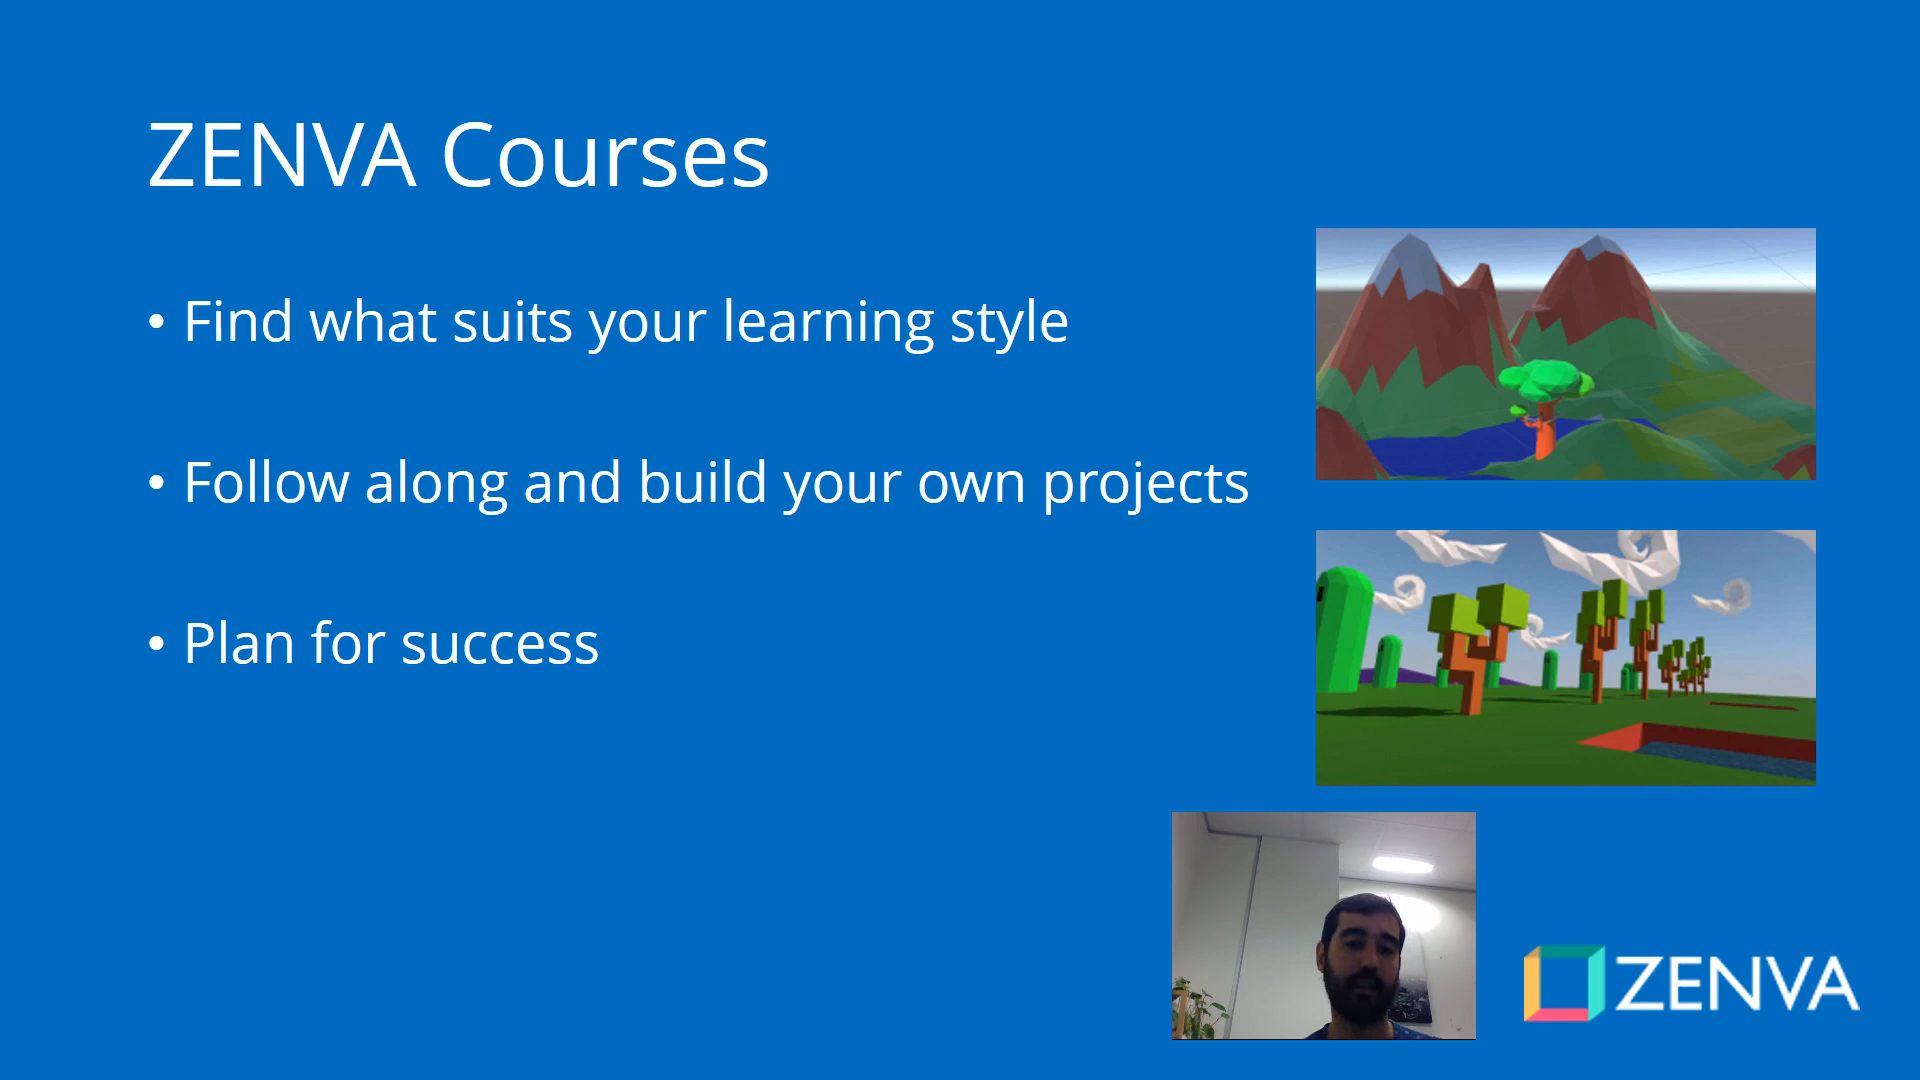 ZENVA Courses
• Find what suits your learning style
• Follow along and build your own projects
• Plan for success
ZENVA